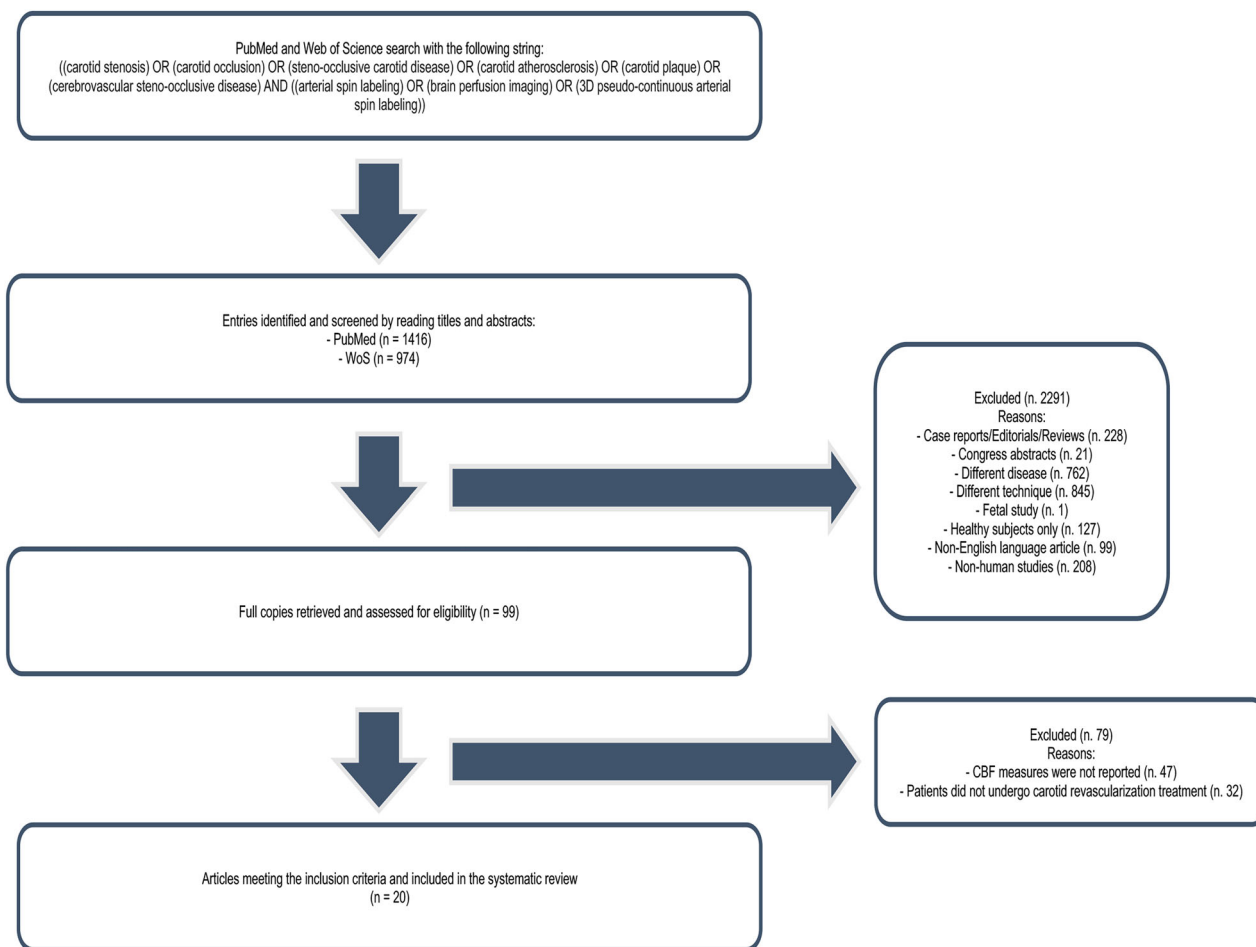 PubMed and Web of Science search with the following string:
((carotid stenosis) OR (carotid occlusion) OR (steno-occlusive carotid disease) OR (carotid atherosclerosis) OR (carotid plaque) OR
(cerebrovascular steno-occlusive disease) AND ((arterial spin labeling) OR (brain perfusion imaging) OR (3D pseudo-continuous arterial
spin labeling))
Entries identified and screened by reading titles and abstracts:
- PubMed (n = 1416)
- WoS (n = 974)
Excluded (n. 2291)
Reasons:
- Case reports/Editorials/Reviews (n. 228)
- Congress abstracts (n. 21)
- Different disease (n. 762)
- Different technique (n. 845)
- Fetal study (n. 1)
- Healthy subjects only (n. 127)
- Non-English language article (n. 99)
- Non-human studies (n. 208)
Full copies retrieved and assessed for eligibility (n = 99)
Excluded (n. 79)
Reasons:
- CBF measures were not reported (n. 47)
- Patients did not undergo carotid revascularization treatment (n. 32)
Articles meeting the inclusion criteria and included in the systematic review
(n = 20)